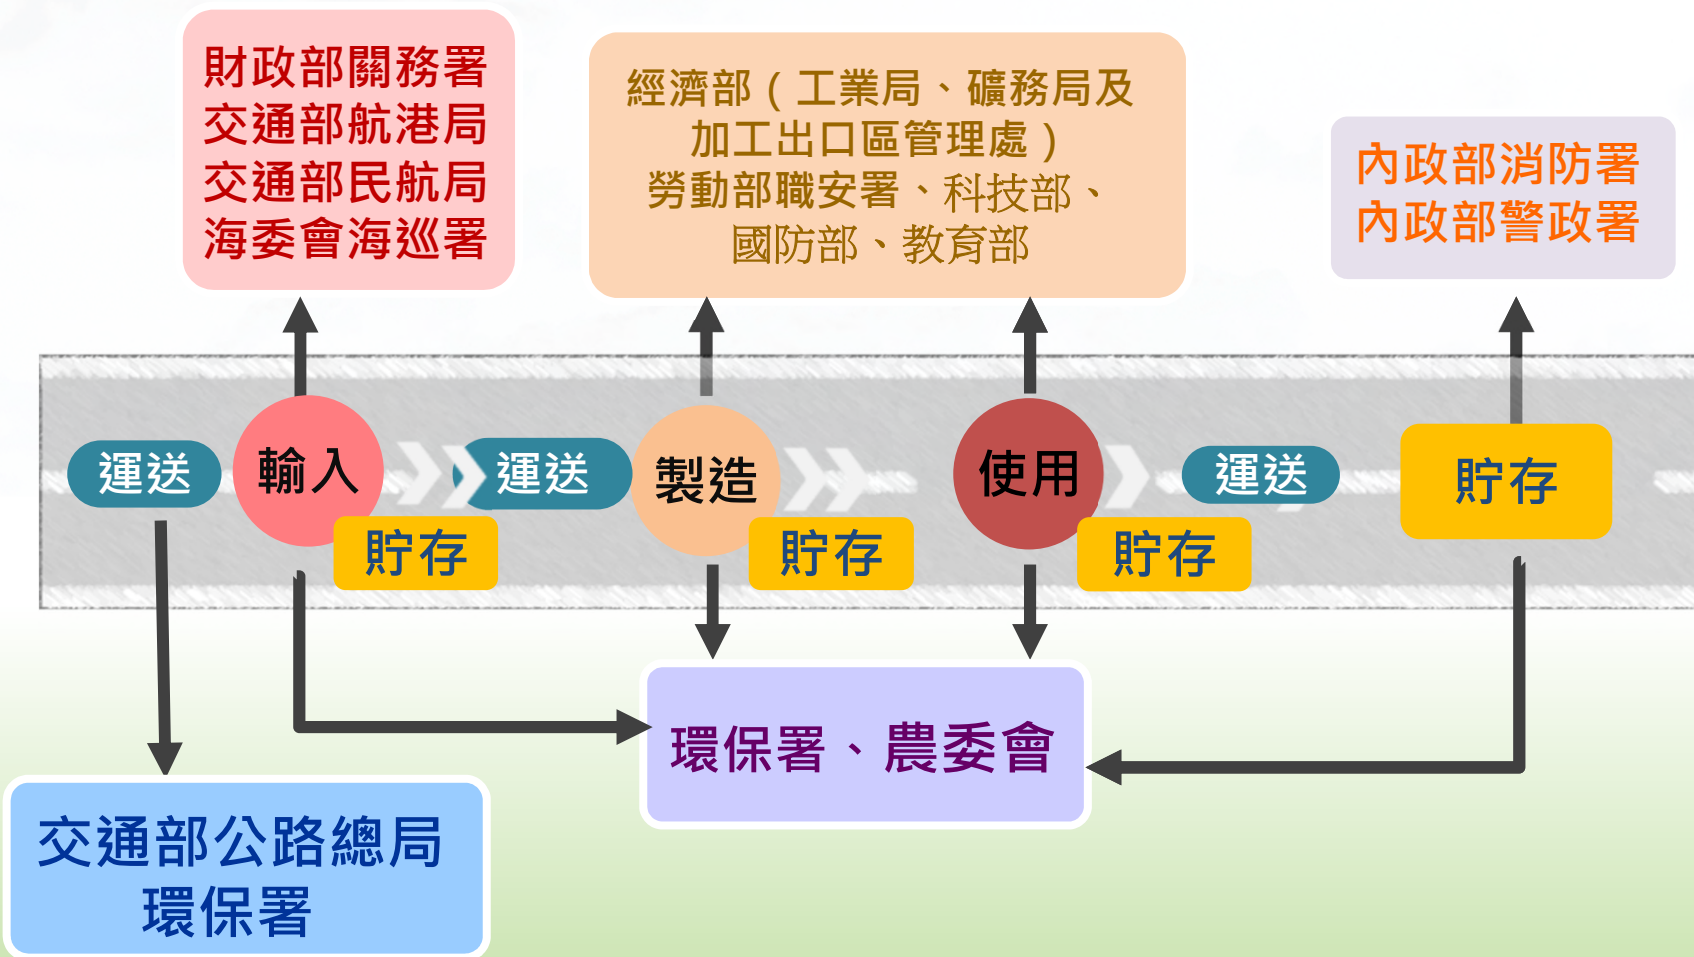 財政部關務署
交通部航港局
交通部民航局
海委會海巡署
經濟部（工業局、礦務局及
加工出口區管理處）
勞動部職安署、科技部、
國防部、教育部
內政部消防署
內政部警政署
運送
輸入
運送
製造
使用
運送
貯存
貯存
貯存
貯存
環保署、農委會
交通部公路總局
環保署